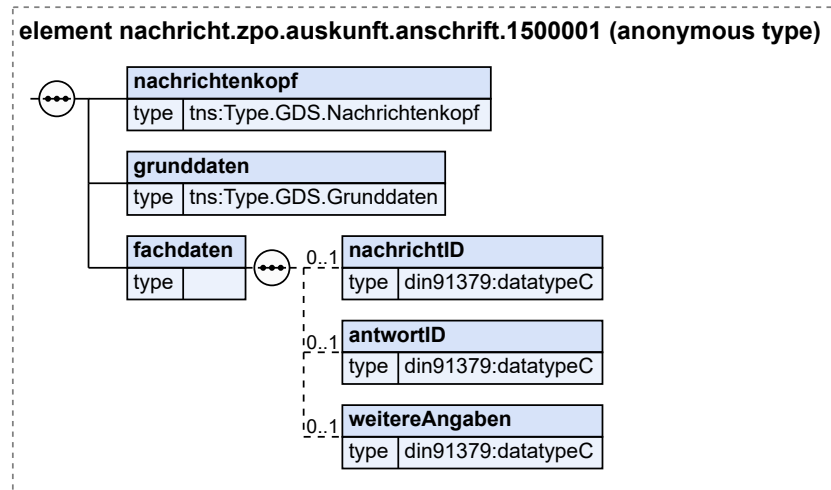 element nachricht.zpo.auskunft.anschrift.1500001 (anonymous type)
nachrichtenkopf
type tns:Type.GDS.Nachrichtenkopf
grunddaten
type tns:Type.GDS.Grunddaten
fachdaten
type
0..1 nachrichtID
type din91379:datatypeC
0..1 antwortID
type din91379:datatypeC
0..1 weitereAngaben
type din91379:datatypeC